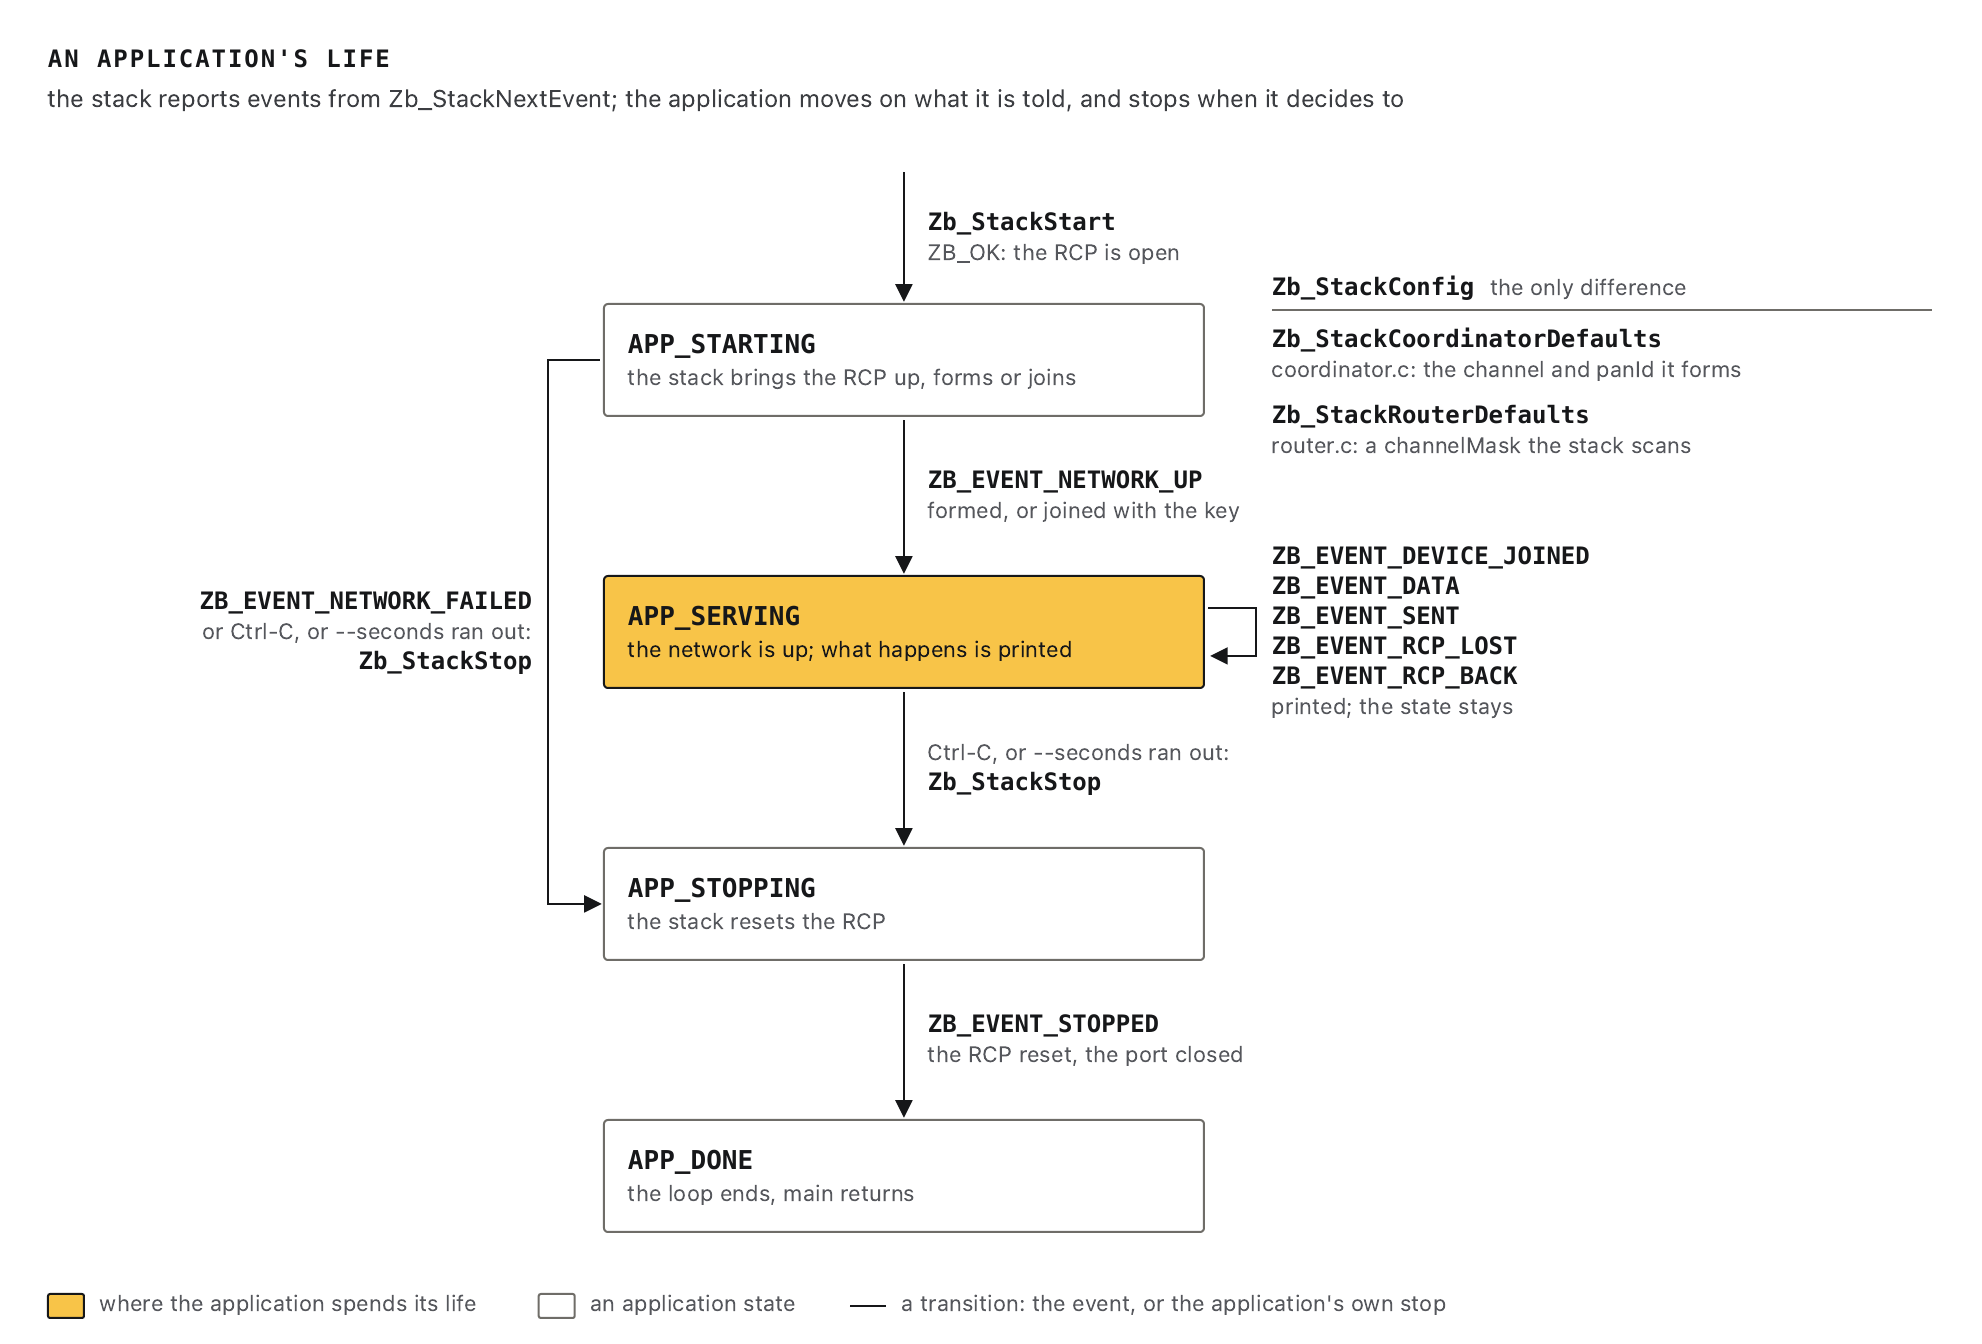 AN APPLICATION'S LIFE
the stack reports events from Zb_StackNextEvent; the application moves on what it is told, and stops when it decides to
Zb_StackStart
ZB_OK: the RCP is open
Zb_StackConfig the only difference
Zb_StackCoordinatorDefaults
coordinator.c: the channel and panId it forms
Zb_StackRouterDefaults
router.c: a channelMask the stack scans
APP_STARTING
the stack brings the RCP up, forms or joins
ZB_EVENT_NETWORK_UP
formed, or joined with the key
ZB_EVENT_NETWORK_FAILED
or Ctrl-C, or --seconds ran out:
Zb_StackStop
APP_SERVING
the network is up; what happens is printed
ZB_EVENT_DEVICE_JOINED
ZB_EVENT_DATA
ZB_EVENT_SENT
ZB_EVENT_RCP_LOST
ZB_EVENT_RCP_BACK
printed; the state stays
Ctrl-C, or --seconds ran out:
Zb_StackStop
APP_STOPPING
the stack resets the RCP
ZB_EVENT_STOPPED
the RCP reset, the port closed
APP_DONE
the loop ends, main returns
where the application spends its life
an application state
a transition: the event, or the application's own stop